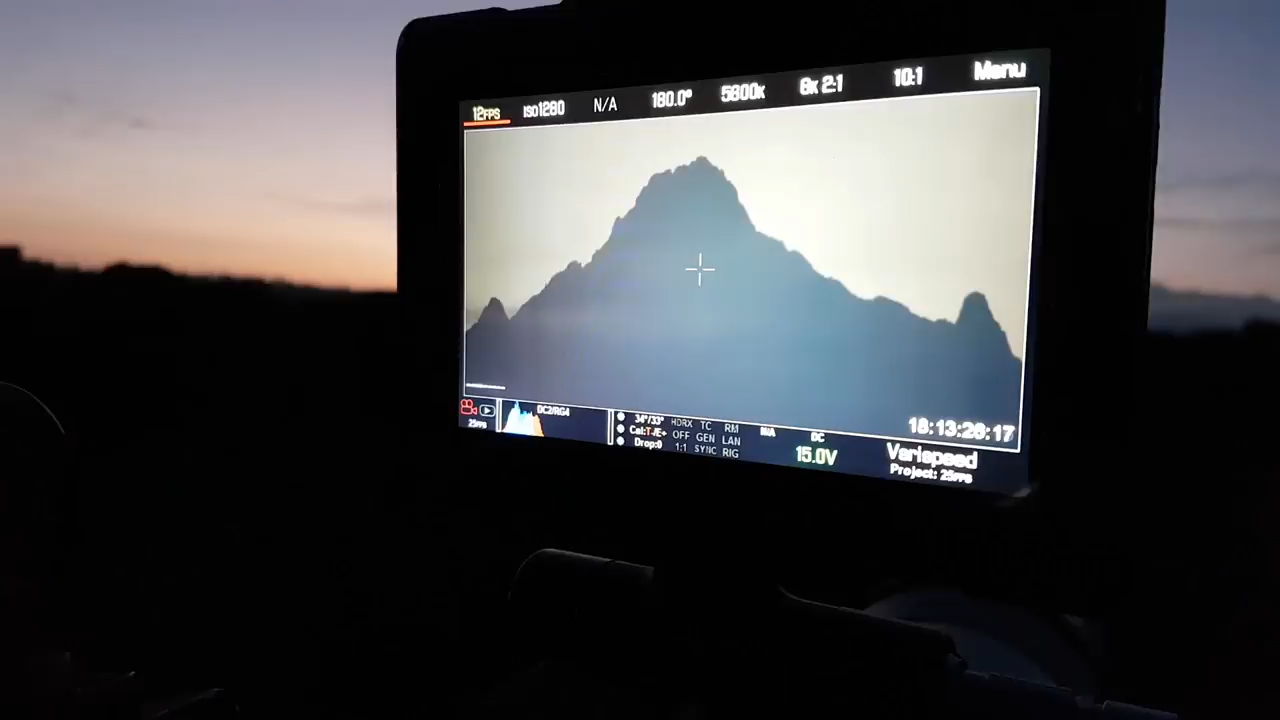 12FPS ISO1280 N/A 180.0° 5600K 8K 2:1 10:1 Menu
18:13:26:17
25FPS
DC2/RG4
34°/33°
Cal:T/E+
Drop:0
HDRX TC RM
OFF GEN LAN
1:1 SYNC RIG
N/A
DC
15.0V
Varispeed
Project: 25FPS